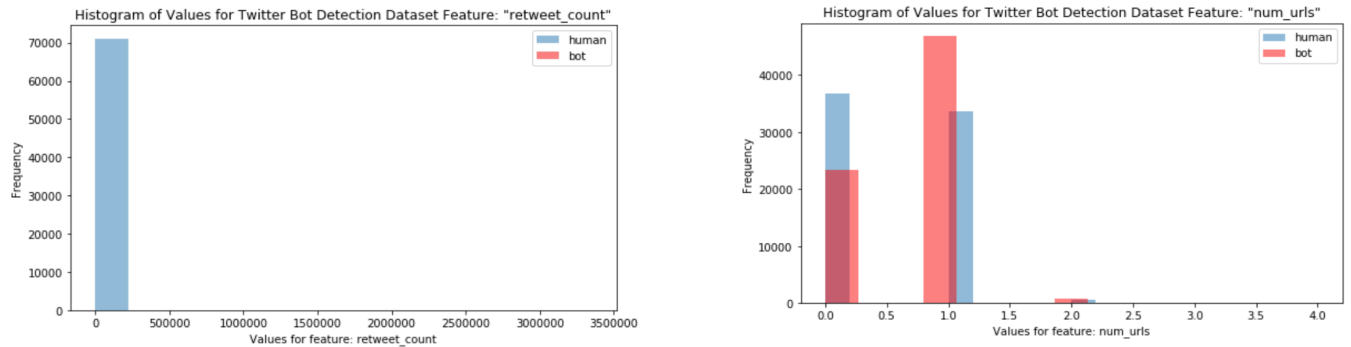 Histogram of Values for Twitter Bot Detection Dataset Feature: "retweet_count"
human
bot
70000
60000
50000
40000
30000
20000
10000
0
Frequency
0 500000 1000000 1500000 2000000 2500000 3000000 3500000
Values for feature: retweet_count
Histogram of Values for Twitter Bot Detection Dataset Feature: "num_urls"
human
bot
40000
30000
20000
10000
0
Frequency
0.0 0.5 1.0 1.5 2.0 2.5 3.0 3.5 4.0
Values for feature: num_urls